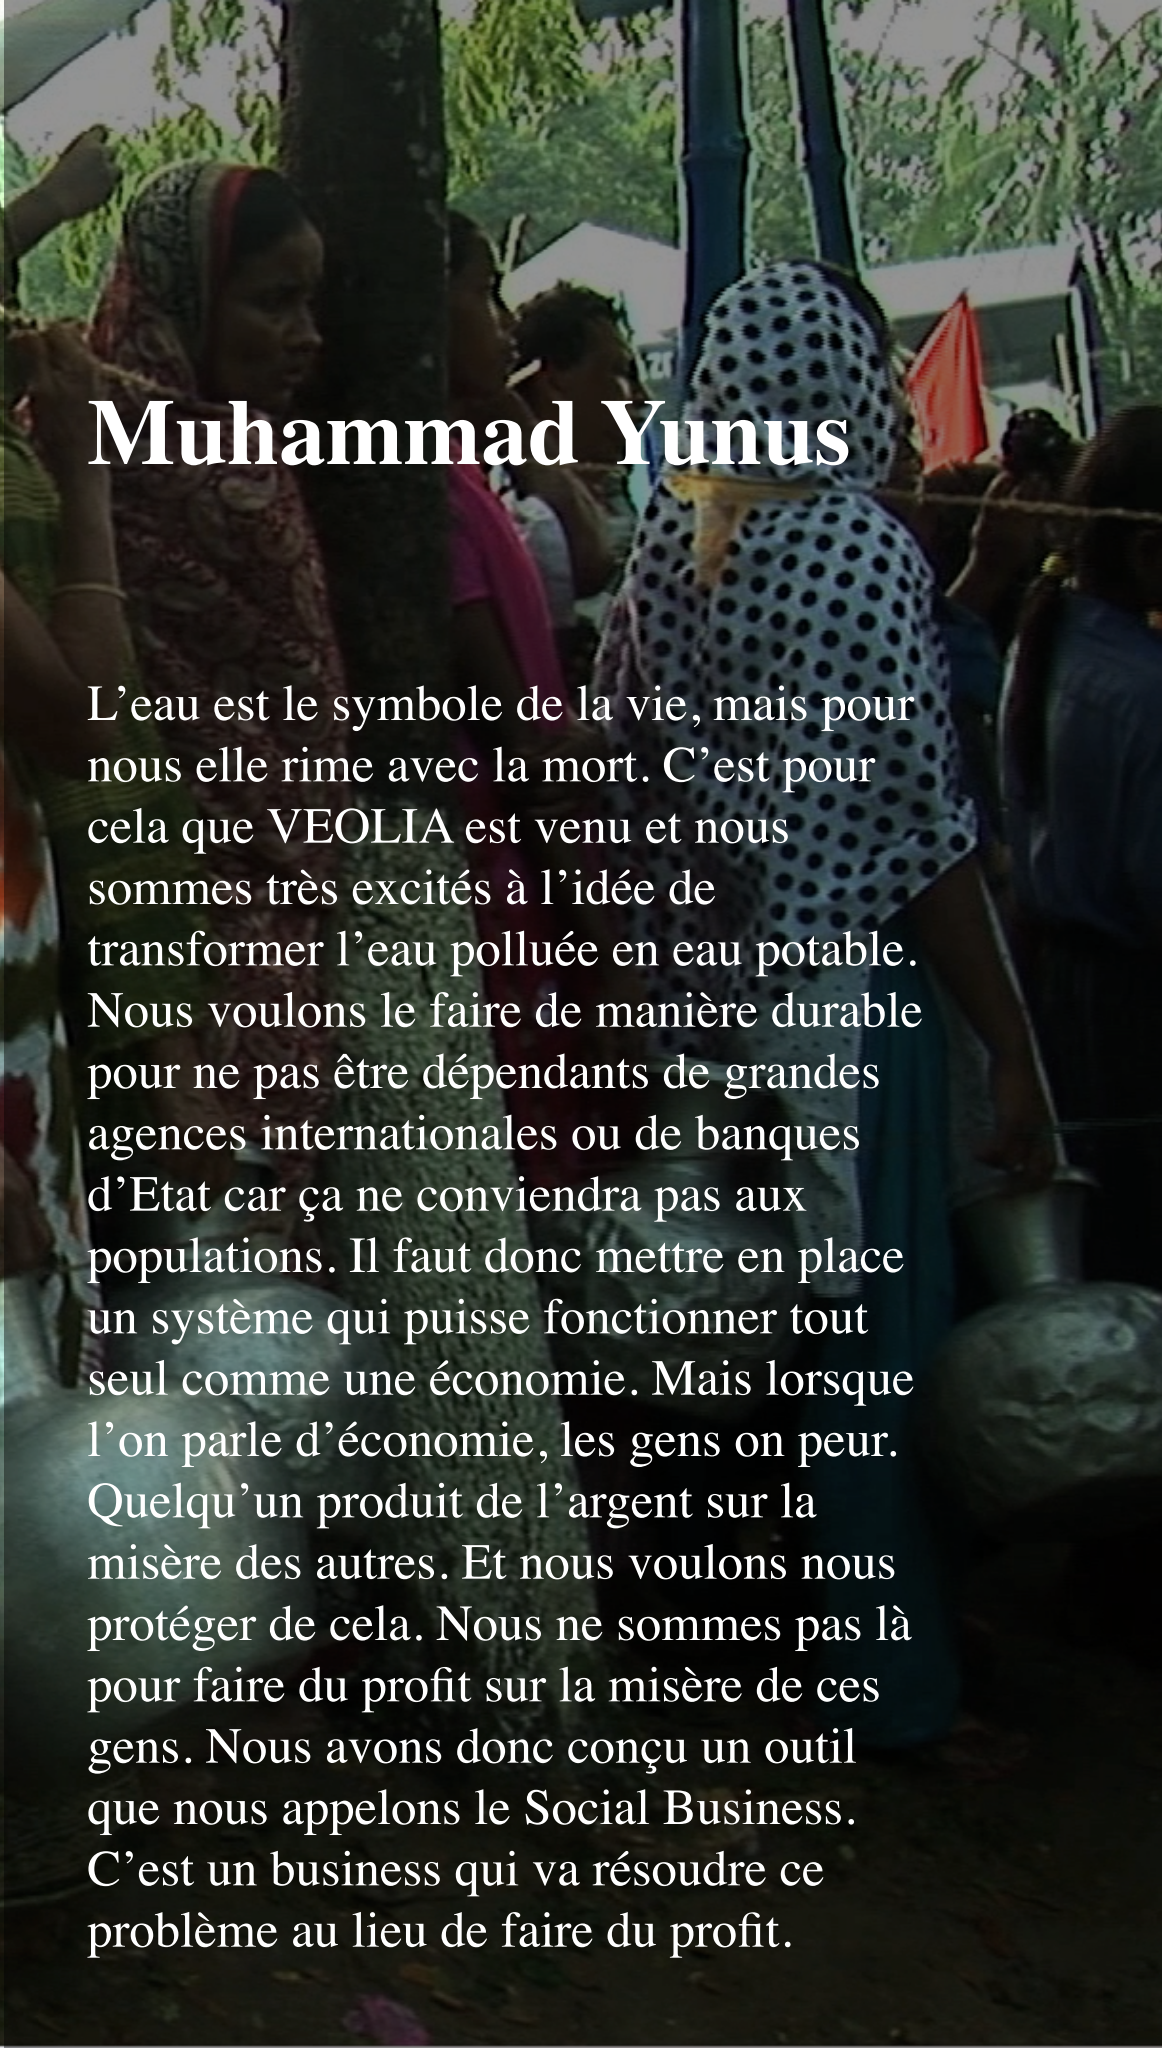 Muhammad Yunus
L’eau est le symbole de la vie, mais pour
nous elle rime avec la mort. C’est pour
cela que VEOLIA est venu et nous
sommes très excités à l’idée de
transformer l’eau polluée en eau potable.
Nous voulons le faire de manière durable
pour ne pas être dépendants de grandes
agences internationales ou de banques
d’Etat car ça ne conviendra pas aux
populations. Il faut donc mettre en place
un système qui puisse fonctionner tout
seul comme une économie. Mais lorsque
l’on parle d’économie, les gens on peur.
Quelqu’un produit de l’argent sur la
misère des autres. Et nous voulons nous
protéger de cela. Nous ne sommes pas là
pour faire du profit sur la misère de ces
gens. Nous avons donc conçu un outil
que nous appelons le Social Business.
C’est un business qui va résoudre ce
problème au lieu de faire du profit.